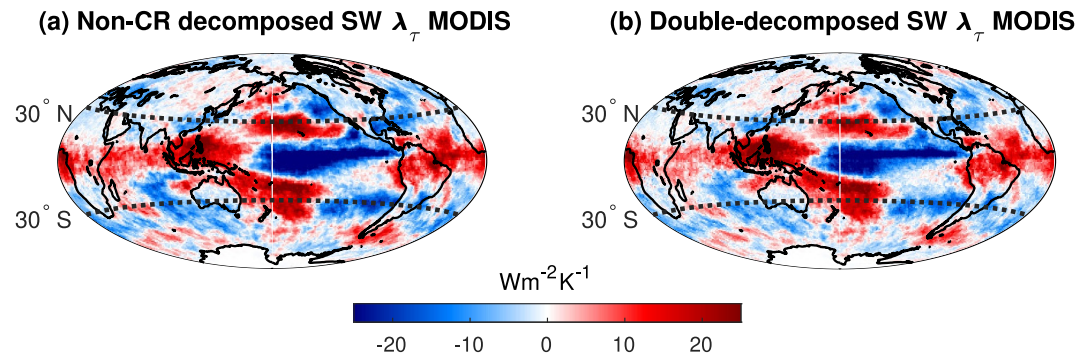 (a) Non-CR decomposed SW λτ MODIS
(b) Double-decomposed SW λτ MODIS
30° N
30° S
30° N
30° S
Wm⁻²K⁻¹
-20 -10 0 10 20